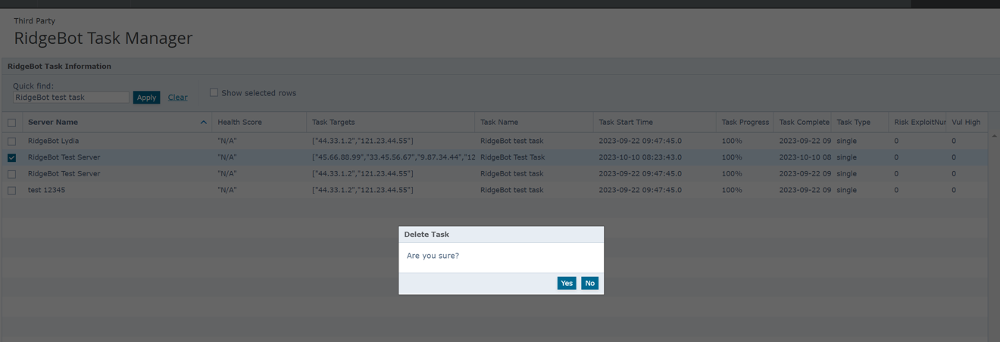 Third Party
RidgeBot Task Manager
RidgeBot Task Information
Quick find:
RidgeBot test task Apply Clear Show selected rows
Server Name Health Score Task Targets Task Name Task Start Time Task Progress Task Complete Task Type Risk ExploitNur Vul High
RidgeBot Lydia "N/A" ["44.33.1.2","121.23.44.55"] RidgeBot test task 2023-09-22 09:47:45.0 100% 2023-09-22 09 single 0 0
RidgeBot Test Server "N/A" ["45.66.88.99","33.45.56.67","9.87.34.44","12 RidgeBot Test Task 2023-10-10 08:23:43.0 100% 2023-10-10 08 single 0 0
RidgeBot Test Server "N/A" ["44.33.1.2","121.23.44.55"] RidgeBot test task 2023-09-22 09:47:45.0 100% 2023-09-22 09 single 0 0
test 12345 "N/A" ["44.33.1.2","121.23.44.55"] RidgeBot test task 2023-09-22 09:47:45.0 100% 2023-09-22 09 single 0 0
Delete Task
Are you sure?
Yes No